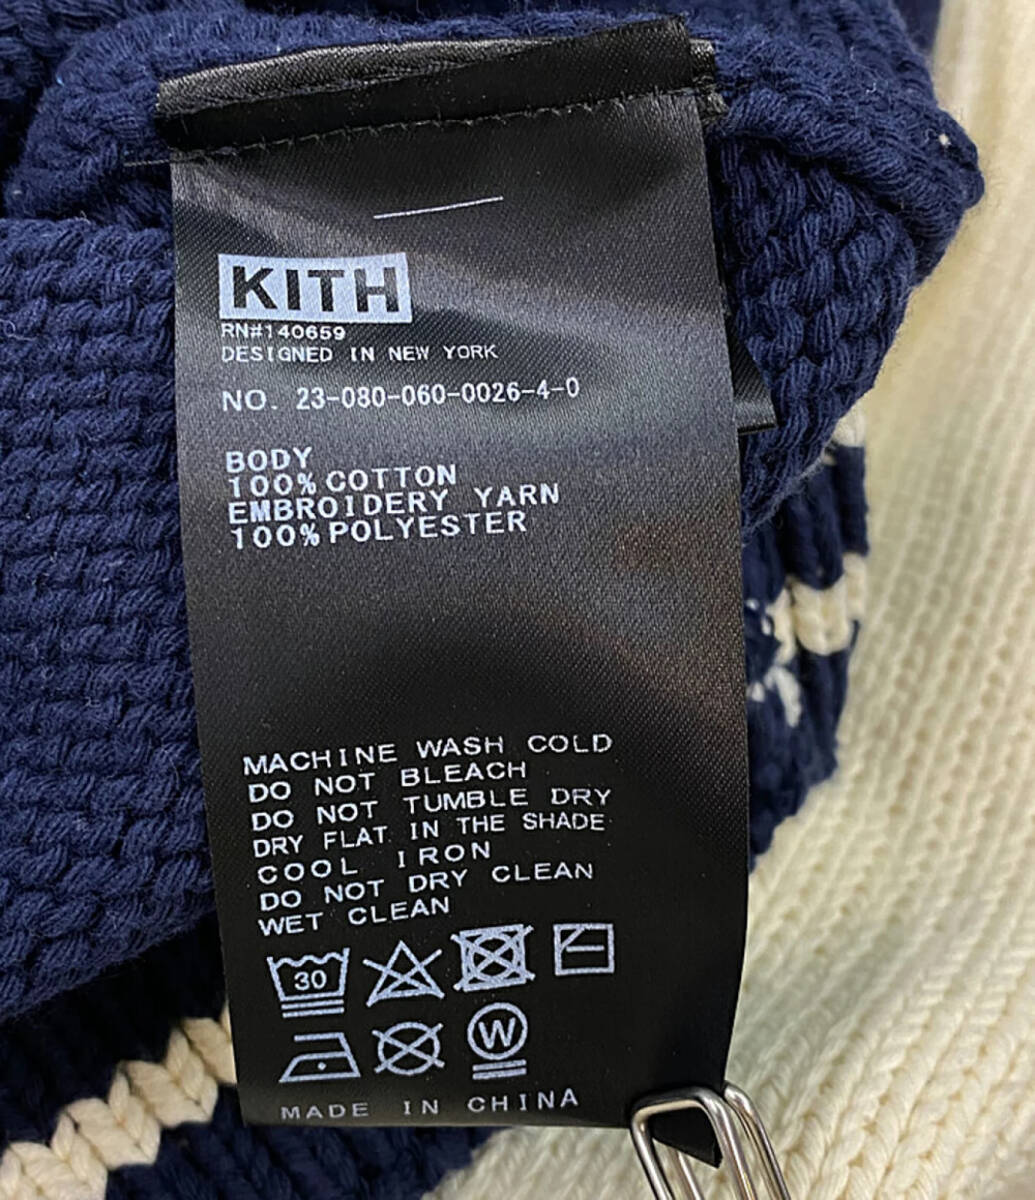 KITH
RN#140659
DESIGNED IN NEW YORK
NO. 23-080-060-0026-4-0
BODY
100%COTTON
EMBROIDERY YARN
100%POLYESTER
MACHINE WASH COLD
DO NOT BLEACH
DO NOT TUMBLE DRY
DRY FLAT IN THE SHADE
COOL IRON
DO NOT DRY CLEAN
WET CLEAN
30
W
MADE IN CHINA